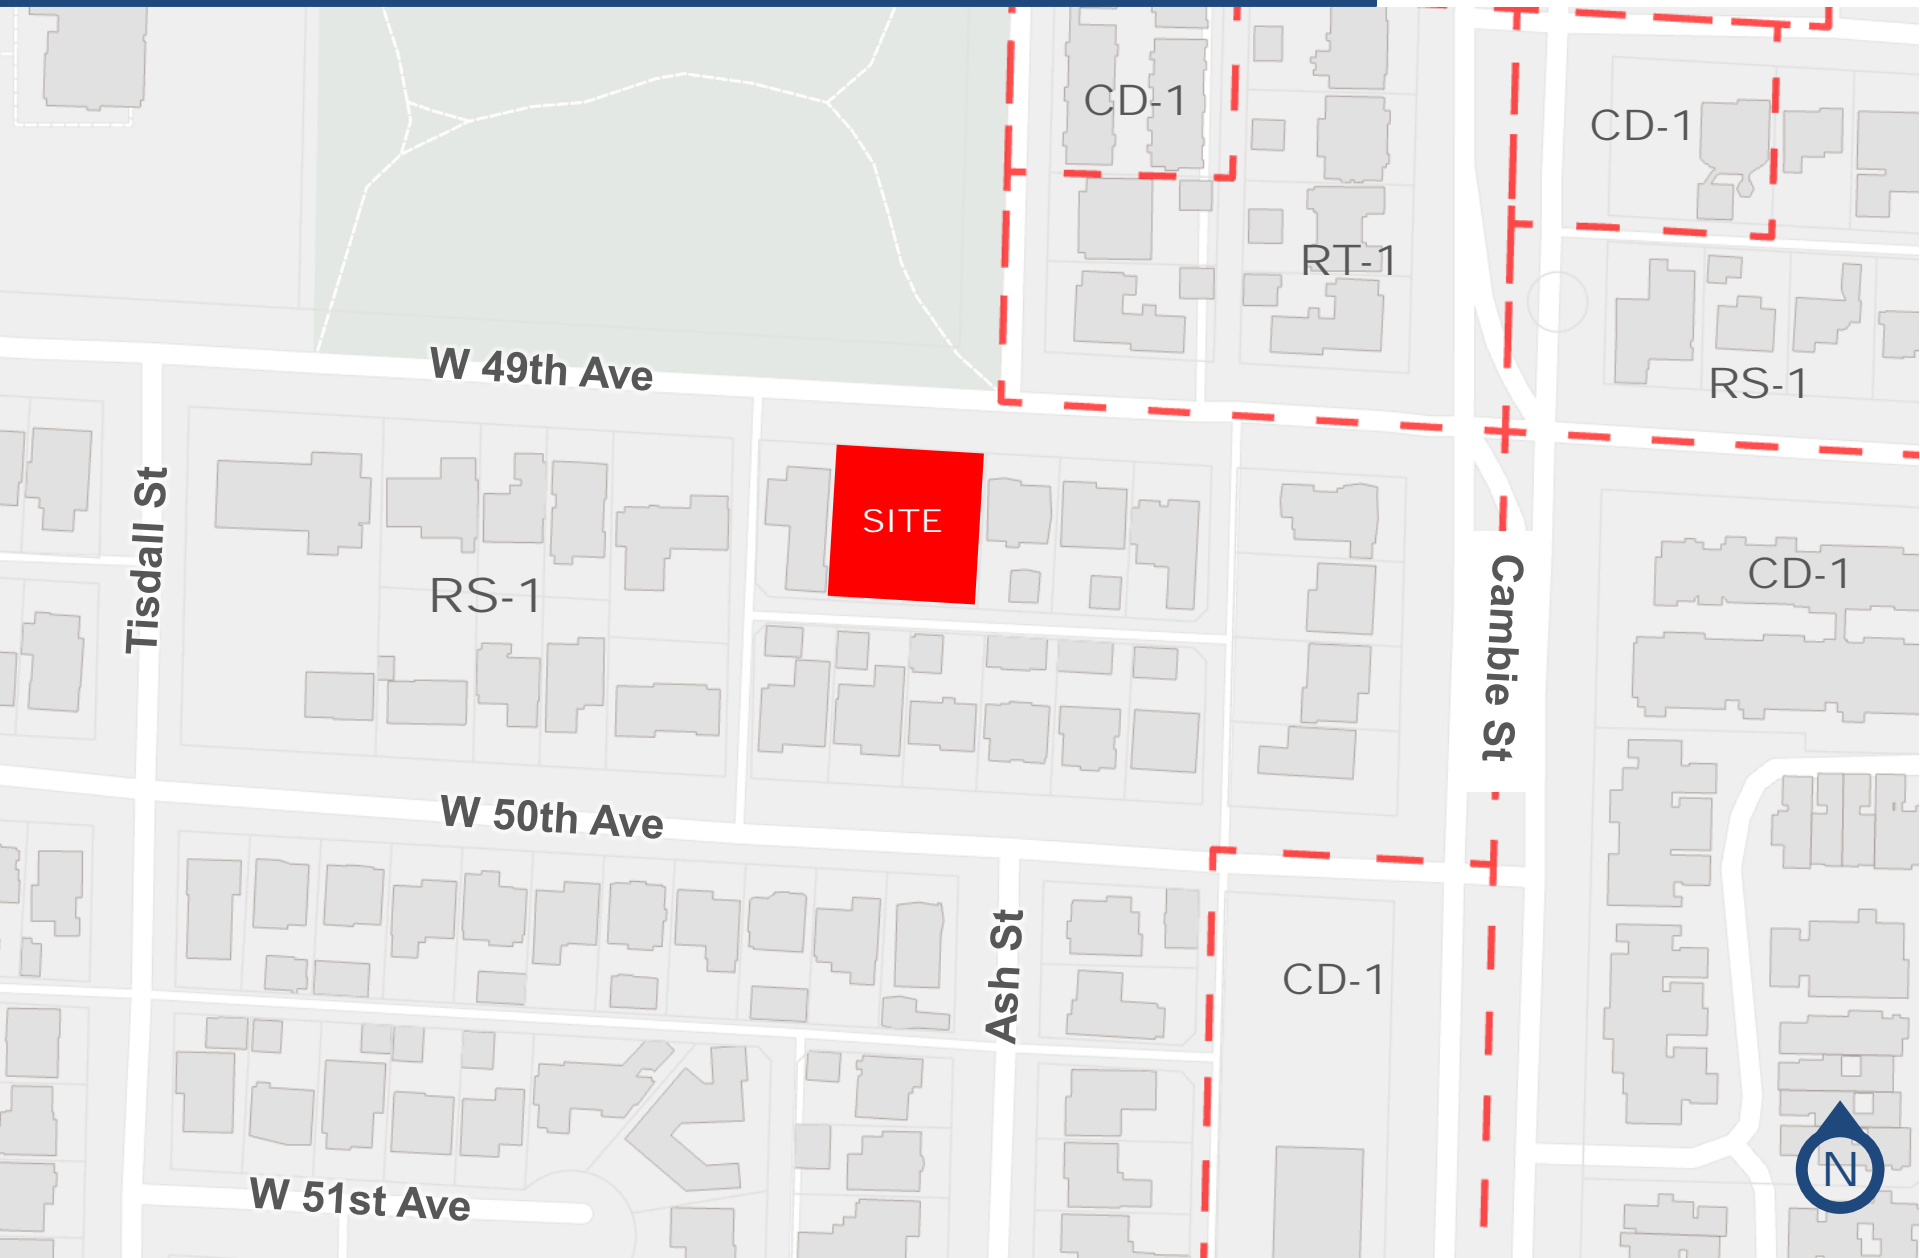 CD-1
CD-1
RT-1
W 49th Ave
RS-1
Tisdall St
SITE
RS-1
Cambie St
CD-1
W 50th Ave
Ash St
CD-1
N
W 51st Ave